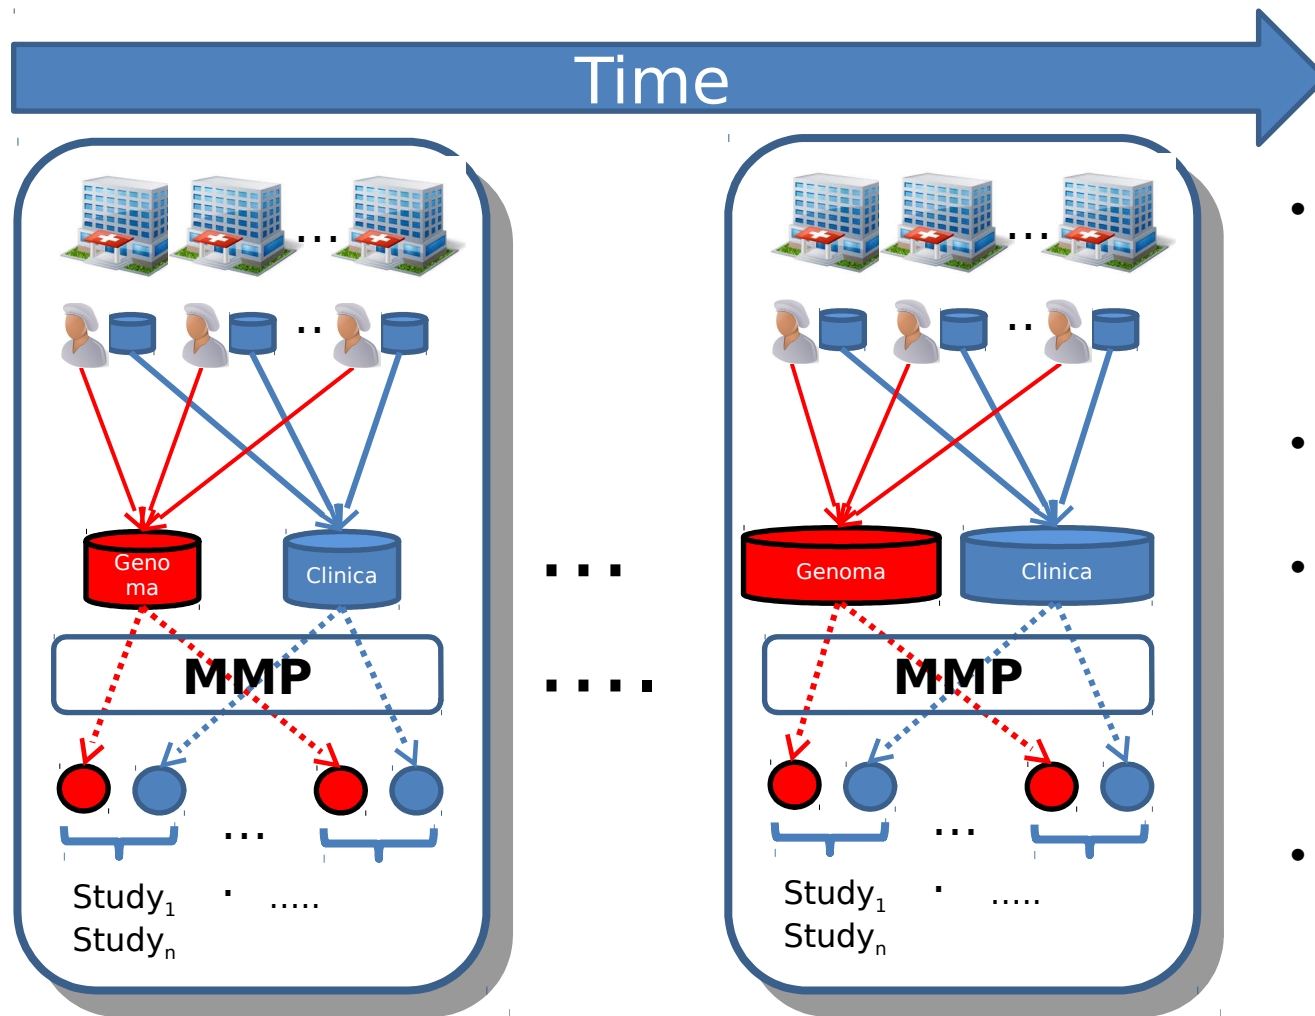 Time
...
...
..
..
Geno
ma
Clinica
...
Genoma
Clinica
MMP
....
MMP
...
...
Study1 . .....
Studyn
Study1 . .....
Studyn